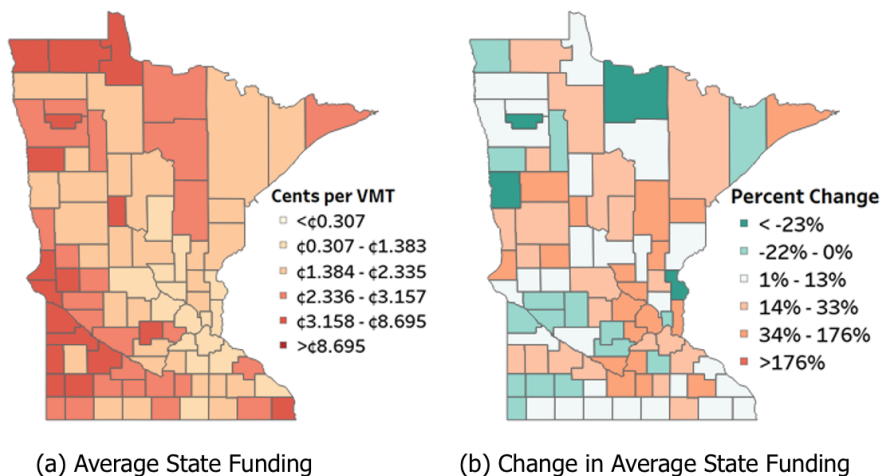 Cents per VMT
<¢0.307
¢0.307 - ¢1.383
¢1.384 - ¢2.335
¢2.336 - ¢3.157
¢3.158 - ¢8.695
>¢8.695
Percent Change
< -23%
-22% - 0%
1% - 13%
14% - 33%
34% - 176%
>176%
(a) Average State Funding
(b) Change in Average State Funding